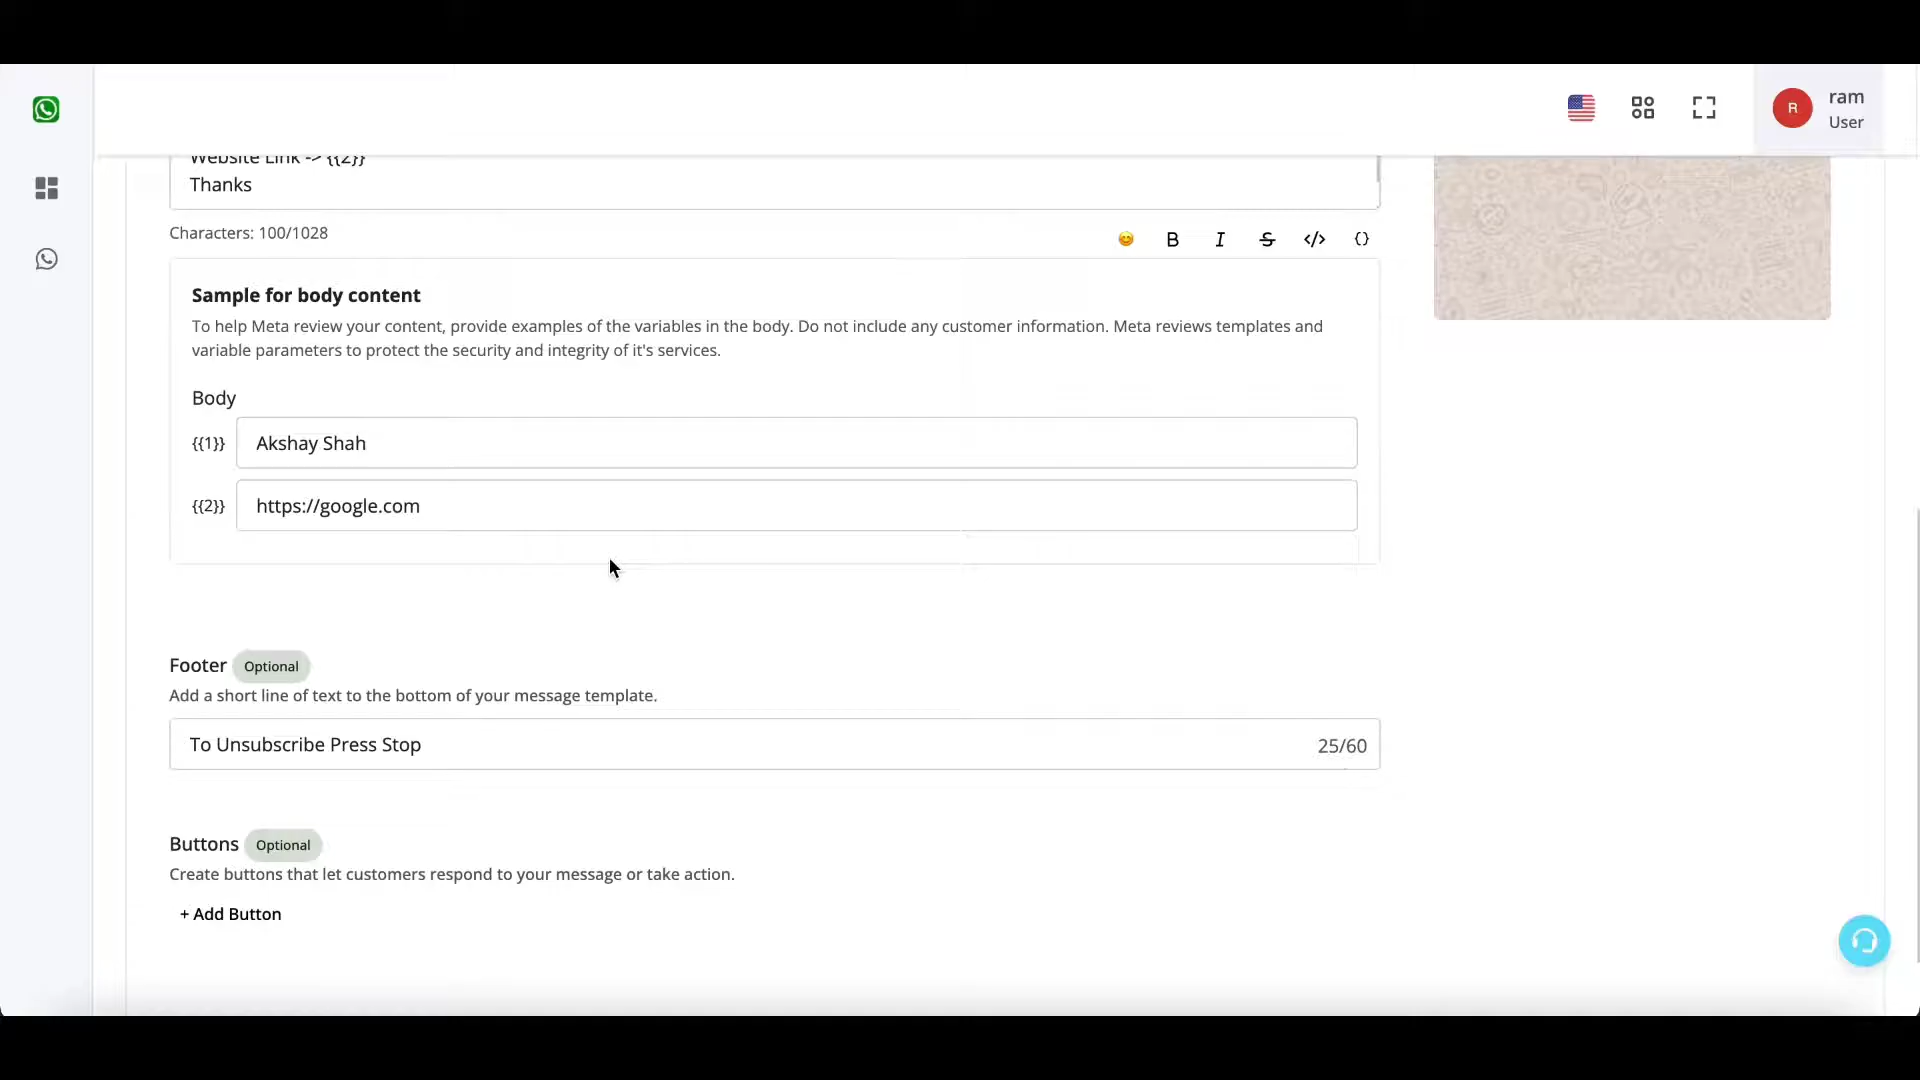 ram
User
R
Website Link -> {{2}}
Thanks
Characters: 100/1028
Sample for body content
To help Meta review your content, provide examples of the variables in the body. Do not include any customer information. Meta reviews templates and
variable parameters to protect the security and integrity of it's services.
Body
{{1}} Akshay Shah
{{2}} https://google.com
Footer Optional
Add a short line of text to the bottom of your message template.
To Unsubscribe Press Stop 25/60
Buttons Optional
Create buttons that let customers respond to your message or take action.
+ Add Button